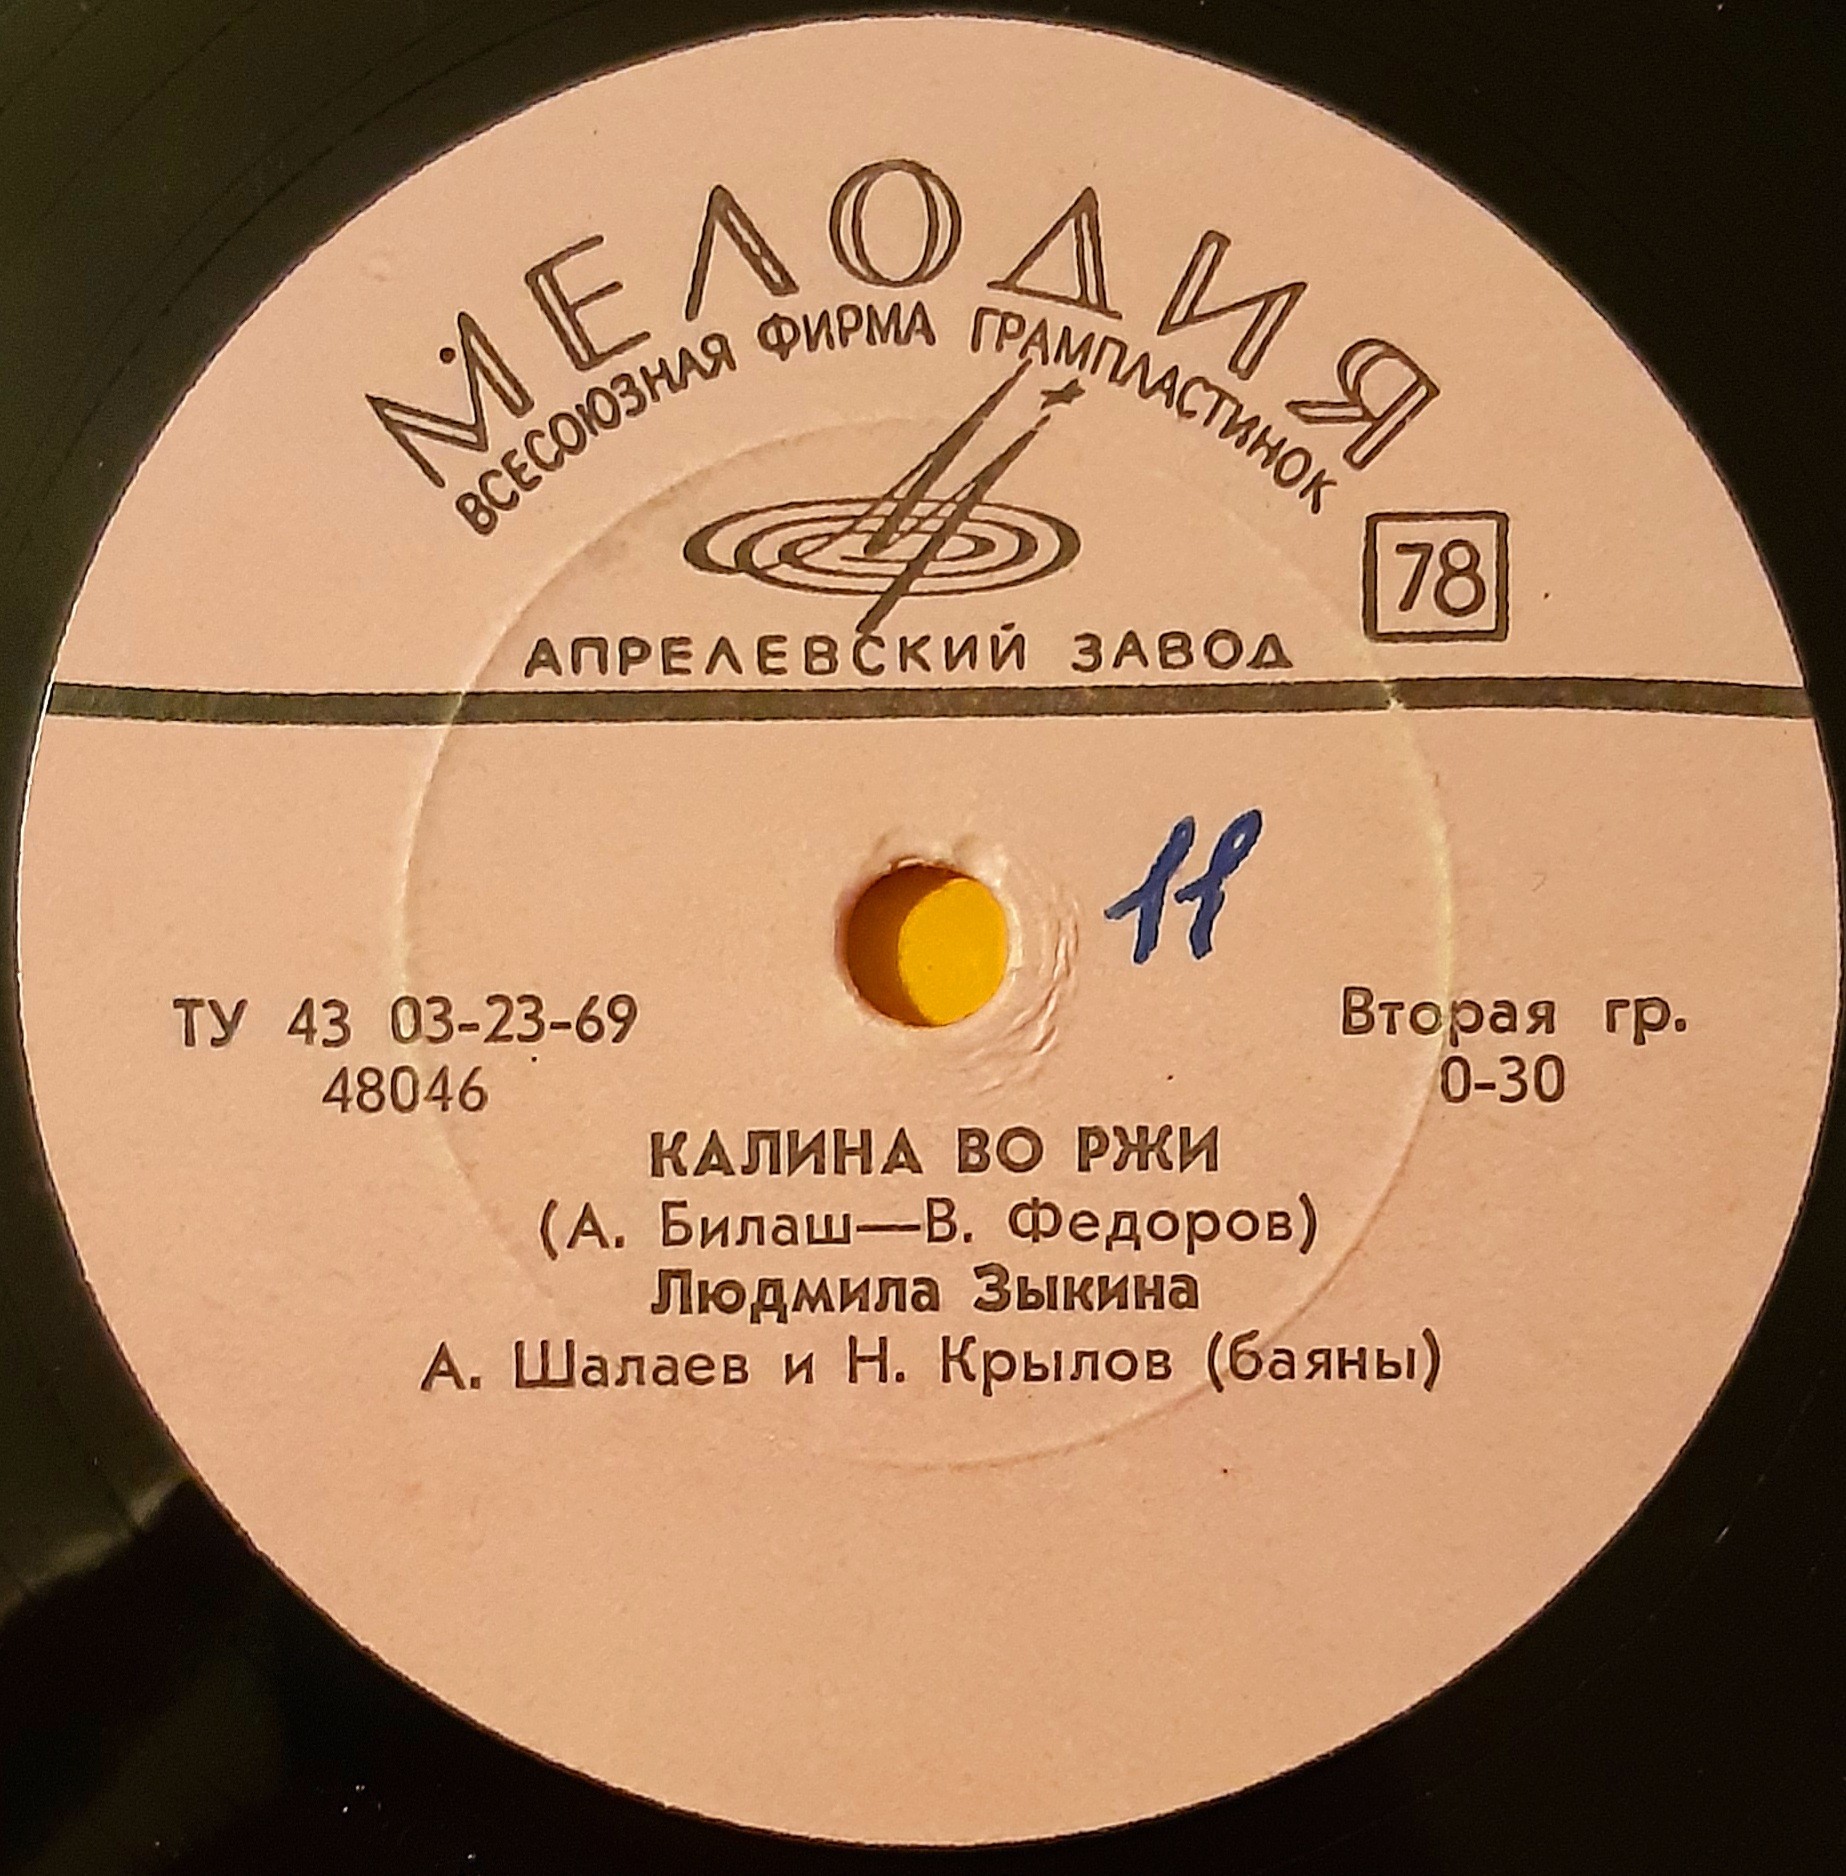 МЕЛОДИЯ
ВСЕСОЮЗНАЯ ФИРМА ГРАМПЛАСТИНОК
78
АПРЕЛЕВСКИЙ ЗАВОД
11
ТУ 43 03-23-69
48046
Вторая гр.
0-30
КАЛИНА ВО РЖИ
(А. Билаш—В. Федоров)
Людмила Зыкина
А. Шалаев и Н. Крылов (баяны)